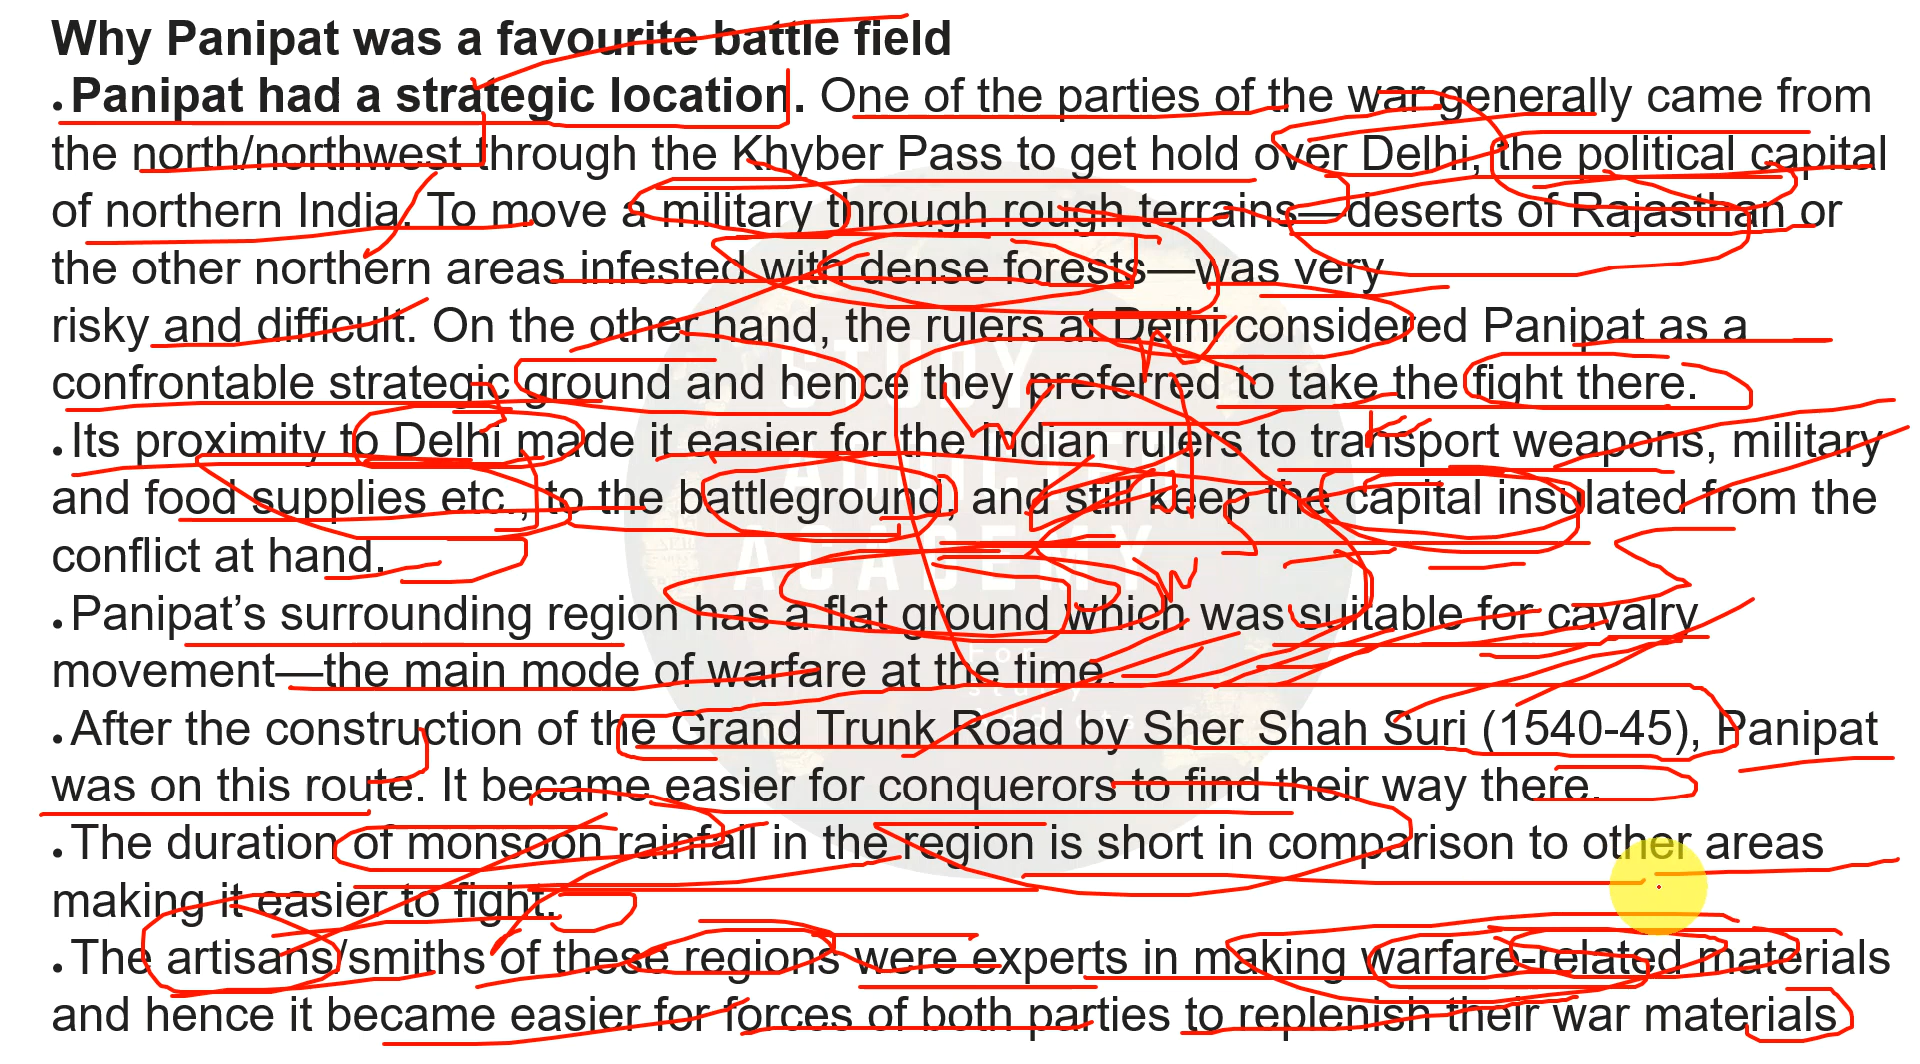 Why Panipat was a favourite battle field
•Panipat had a strategic location. One of the parties of the war generally came from
the north/northwest through the Khyber Pass to get hold over Delhi, the political capital
of northern India. To move a military through rough terrains—deserts of Rajasthan or
the other northern areas infested with dense forests—was very
risky and difficult. On the other hand, the rulers at Delhi considered Panipat as a
confrontable strategic ground and hence they preferred to take the fight there.
•Its proximity to Delhi made it easier for the Indian rulers to transport weapons, military
and food supplies etc., to the battleground, and still keep the capital insulated from the
conflict at hand.
•Panipat’s surrounding region has a flat ground which was suitable for cavalry
movement—the main mode of warfare at the time.
•After the construction of the Grand Trunk Road by Sher Shah Suri (1540-45), Panipat
was on this route. It became easier for conquerors to find their way there.
•The duration of monsoon rainfall in the region is short in comparison to other areas
making it easier to fight.
•The artisans/smiths of these regions were experts in making warfare-related materials
and hence it became easier for forces of both parties to replenish their war materials
STUDY
ACADEMY
For
study